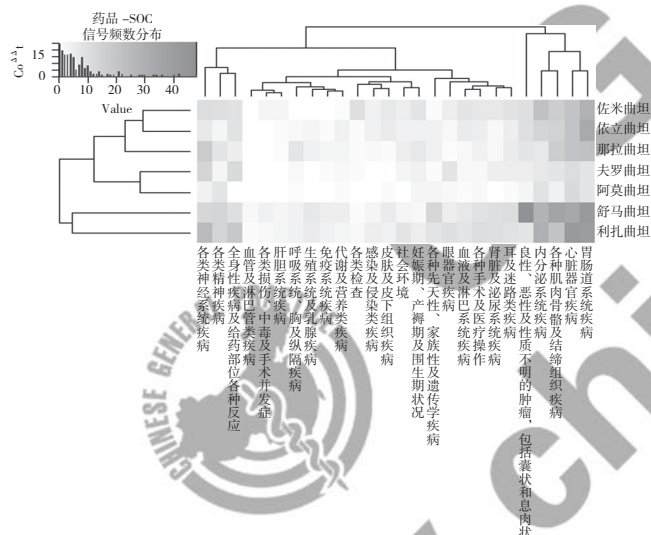 药品 -SOC
信号频数分布
15
0
Value
0 10 20 30 40
佐米曲坦
依立曲坦
那拉曲坦
夫罗曲坦
阿莫曲坦
舒马曲坦
利扎曲坦
各类神经系统疾病
各类精神疾病
全身性疾病及给药部位各种反应
血管及淋巴管类疾病
各类损伤、中毒及手术并发症
肝胆系统疾病
呼吸系统、胸及纵隔疾病
生殖系统及乳腺疾病
免疫系统疾病
代谢及营养类疾病
各类检查
感染及侵染类疾病
皮肤及皮下组织疾病
社会环境
妊娠期、产褥期及围生期状况
各种先天性、家族性及遗传学疾病
眼器官疾病
血液及淋巴系统疾病
各种手术及医疗操作
肾脏及泌尿系统疾病
耳及迷路类疾病
良性、恶性及性质不明的肿瘤，包括囊状和息肉状
内分泌系统疾病
各种肌肉骨骼及结缔组织疾病
心脏器官疾病
胃肠道系统疾病
CHINESE GENERAL